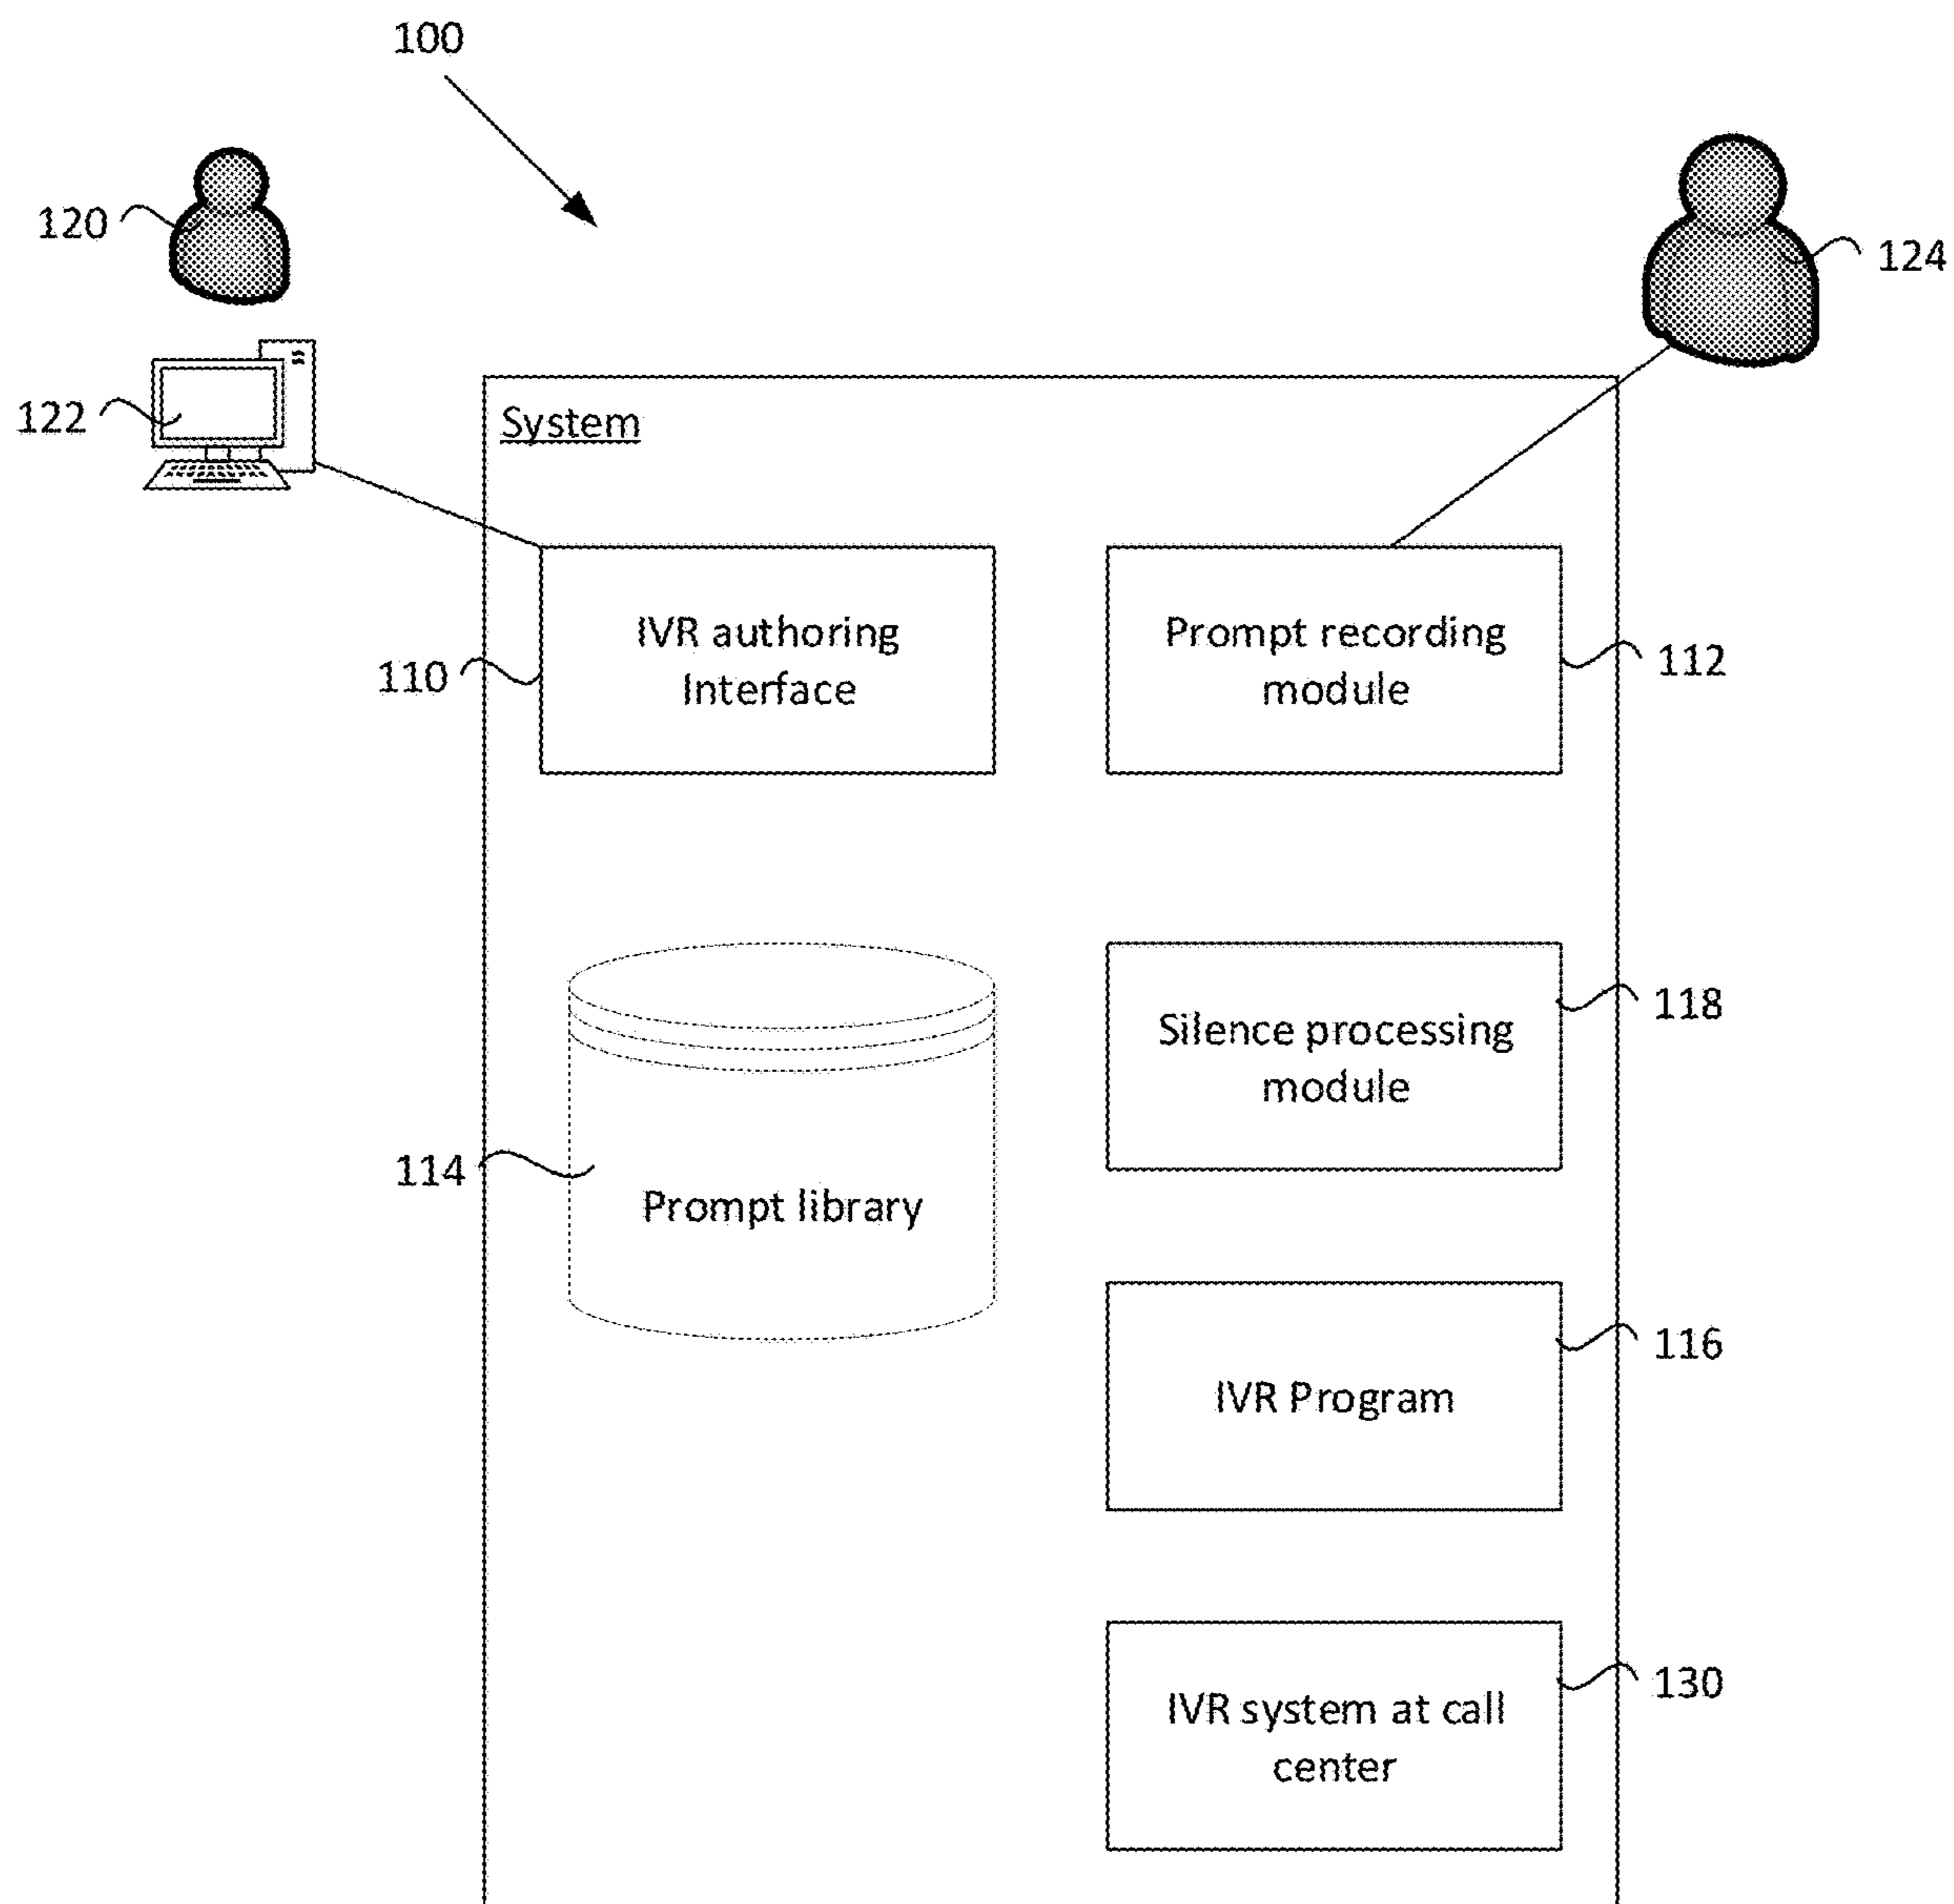 100
120
124
122
System
IVR authoring
Interface
110
Prompt recording
module
112
Silence processing
module
118
114
Prompt library
116
IVR Program
130
IVR system at call
center